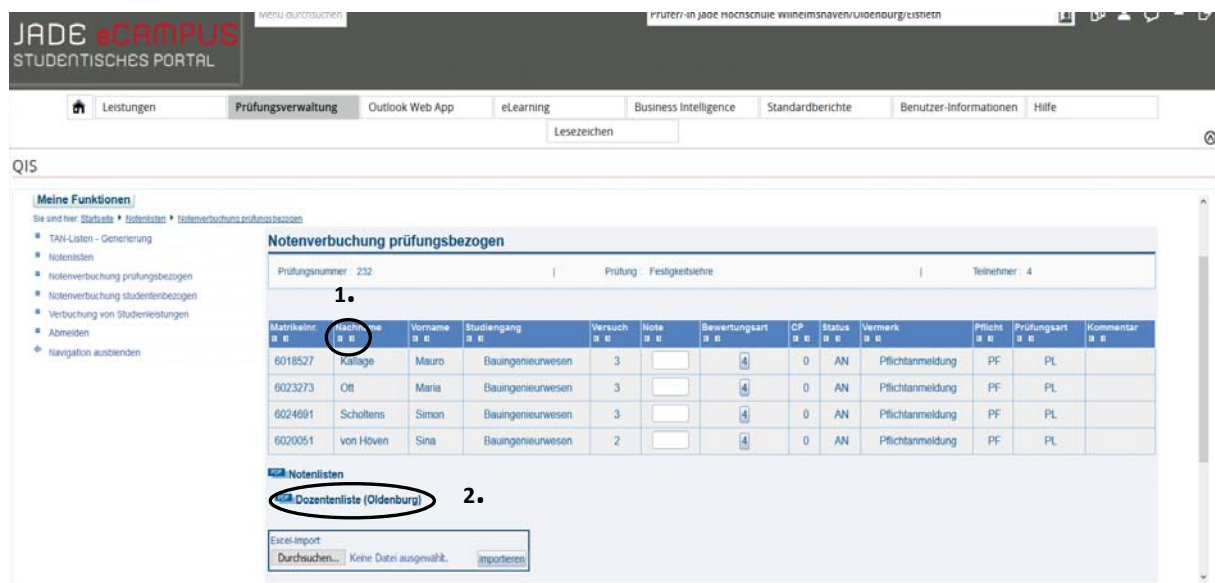 Menü durchsuchen
Prüfer/-in Jade Hochschule Wilhelmshaven/Oldenburg/Elsfleth
JADE eCAMPUS
STUDENTISCHES PORTAL
Leistungen Prüfungsverwaltung Outlook Web App eLearning Business Intelligence Standardberichte Benutzer-Informationen Hilfe
Lesezeichen
QIS
Meine Funktionen
Sie sind hier: Startseite Notenlisten Notenverbuchung prüfungsbezogen
TAN-Listen - Generierung
Notenlisten
Notenverbuchung prüfungsbezogen
Notenverbuchung studentenbezogen
Verbuchung von Studienleistungen
Abmelden
Navigation ausblenden
Notenverbuchung prüfungsbezogen
Prüfungsnummer : 232 | Prüfung : Festigkeitslehre | Teilnehmer : 4
1.
Matrikelnr. Nachname Vorname Studiengang Versuch Note Bewertungsart CP Status Vermerk Pflicht Prüfungsart Kommentar
6018527 Kallage Mauro Bauingenieurwesen 3 4 0 AN Pflichtanmeldung PF PL
6023273 Ott Maria Bauingenieurwesen 3 4 0 AN Pflichtanmeldung PF PL
6024691 Scholtens Simon Bauingenieurwesen 3 4 0 AN Pflichtanmeldung PF PL
6020051 von Höven Sina Bauingenieurwesen 2 4 0 AN Pflichtanmeldung PF PL
PDF Notenlisten
PDF Dozentenliste (Oldenburg) 2.
Excel-Import:
Durchsuchen... Keine Datei ausgewählt. Importieren